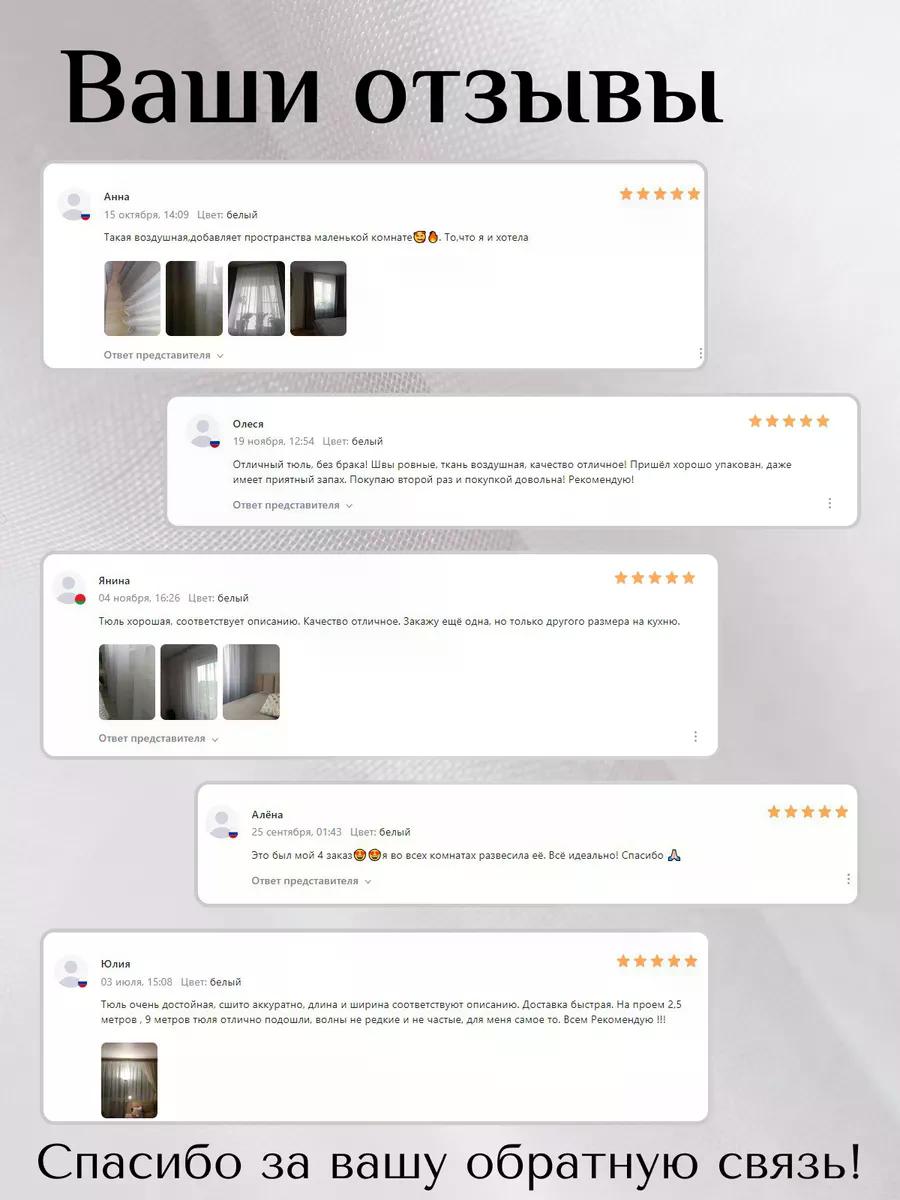 Ваши отзывы
Анна
15 октября, 14:09 Цвет: белый
Такая воздушная,добавляет пространства маленькой комнате🥰🔥. То,что я и хотела
Ответ представителя
Олеся
19 ноября, 12:54 Цвет: белый
Отличный тюль, без брака! Швы ровные, ткань воздушная, качество отличное! Пришёл хорошо упакован, даже
имеет приятный запах. Покупаю второй раз и покупкой довольна! Рекомендую!
Ответ представителя
Янина
04 ноября, 16:26 Цвет: белый
Тюль хорошая, соответствует описанию. Качество отличное. Закажу ещё одна, но только другого размера на кухню.
Ответ представителя
Алёна
25 сентября, 01:43 Цвет: белый
Это был мой 4 заказ😍😍я во всех комнатах развесила её. Всё идеально! Спасибо 🙏🏻
Ответ представителя
Юлия
03 июля, 15:08 Цвет: белый
Тюль очень достойная, сшито аккуратно, длина и ширина соответствуют описанию. Доставка быстрая. На проем 2,5
метров , 9 метров тюля отлично подошли, волны не редкие и не частые, для меня самое то. Всем Рекомендую !!!
Спасибо за вашу обратную связь!